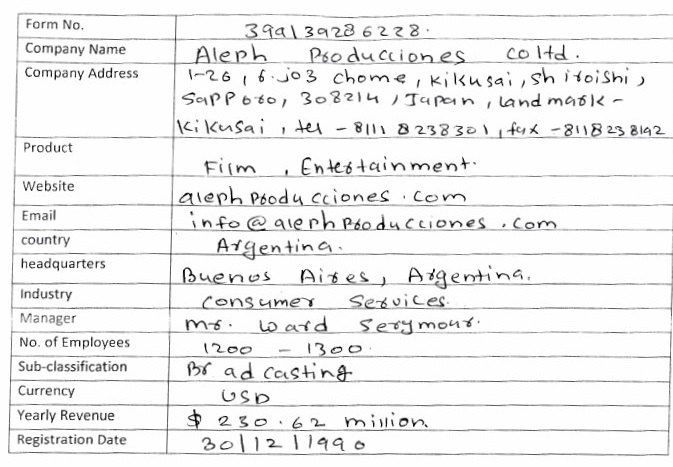 Form No. 399139286228.
Company Name Aleph Producciones co ltd.
Company Address 1-26, 6.jo3 chome, kikusai, shiroishi,
Sapporo, 308214, Japan, landmark -
kikusai, tel - 8111 8238301, fax - 8118238192
Product Film, Entertainment.
Website alephproducciones.com
Email info@alephproducciones.com
country Argentina.
headquarters Buenos Aires, Argentina.
Industry Consumer Services.
Manager mr. ward Serymour.
No. of Employees 1200 - 1300.
Sub-classification Br ad casting
Currency USD
Yearly Revenue $ 230.62 million
Registration Date 30/12/1990